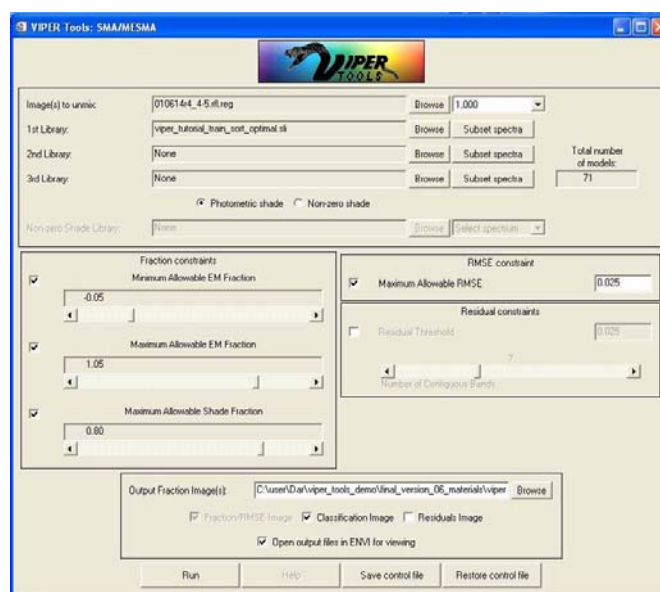 VIPER Tools: SMA/MESMA
VIPER
TOOLS
Image(s) to unmix: 010614r4_4-5.rfl.reg Browse 1.000
1st Library: viper_tutorial_train_sort_optimal.sli Browse Subset spectra
2nd Library: None Browse Subset spectra
3rd Library: None Browse Subset spectra
Total number
of models:
71
Photometric shade Non-zero shade
Non-zero Shade Library: None Browse Select spectrum
Fraction constraints
Minimum Allowable EM Fraction
-0.05
Maximum Allowable EM Fraction
1.05
Maximum Allowable Shade Fraction
0.80
RMSE constraint
Maximum Allowable RMSE 0.025
Residual constraints
Residual Threshold 0.025
7
Number of Contiguous Bands
Output Fraction Image(s): C:\user\Dar\viper_tools_demo\final_version_06_materials\viper Browse
Fraction/RMSE Image Classification Image Residuals Image
Open output files in ENVI for viewing
Run Help Save control file Restore control file